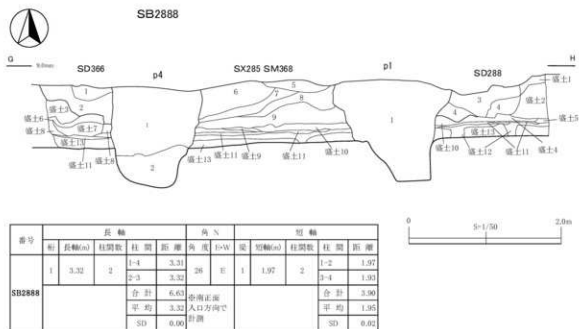 SB2888
G
9.0m
H
SD366
p4
SX285 SM368
p1
SD288
盛土1
盛土2
盛土3
盛土6
盛土8
盛土7
盛土13
盛土8
盛土11
1
2
1
2
盛土13
盛土11
盛土9
盛土11
盛土10
5
6
7
8
9
1
3
4
4
盛土5
盛土13
盛土10
盛土12
盛土11
盛土4
0
S=1/50
2.0m
番号 長軸 角 N 短軸
桁 長軸(m) 柱間数 柱間 距離 角度 E•W 梁 短軸(m) 柱間数 柱間 距離
SB2888 1 3.32 2 1-4 3.31 26 E 1 1.97 2 1-2 1.97
2-3 3.32 3-4 1.93
合計 6.63 合計 3.90
平均 3.32 平均 1.95
SD 0.00 SD 0.02
※南正面
入口方向で
計測